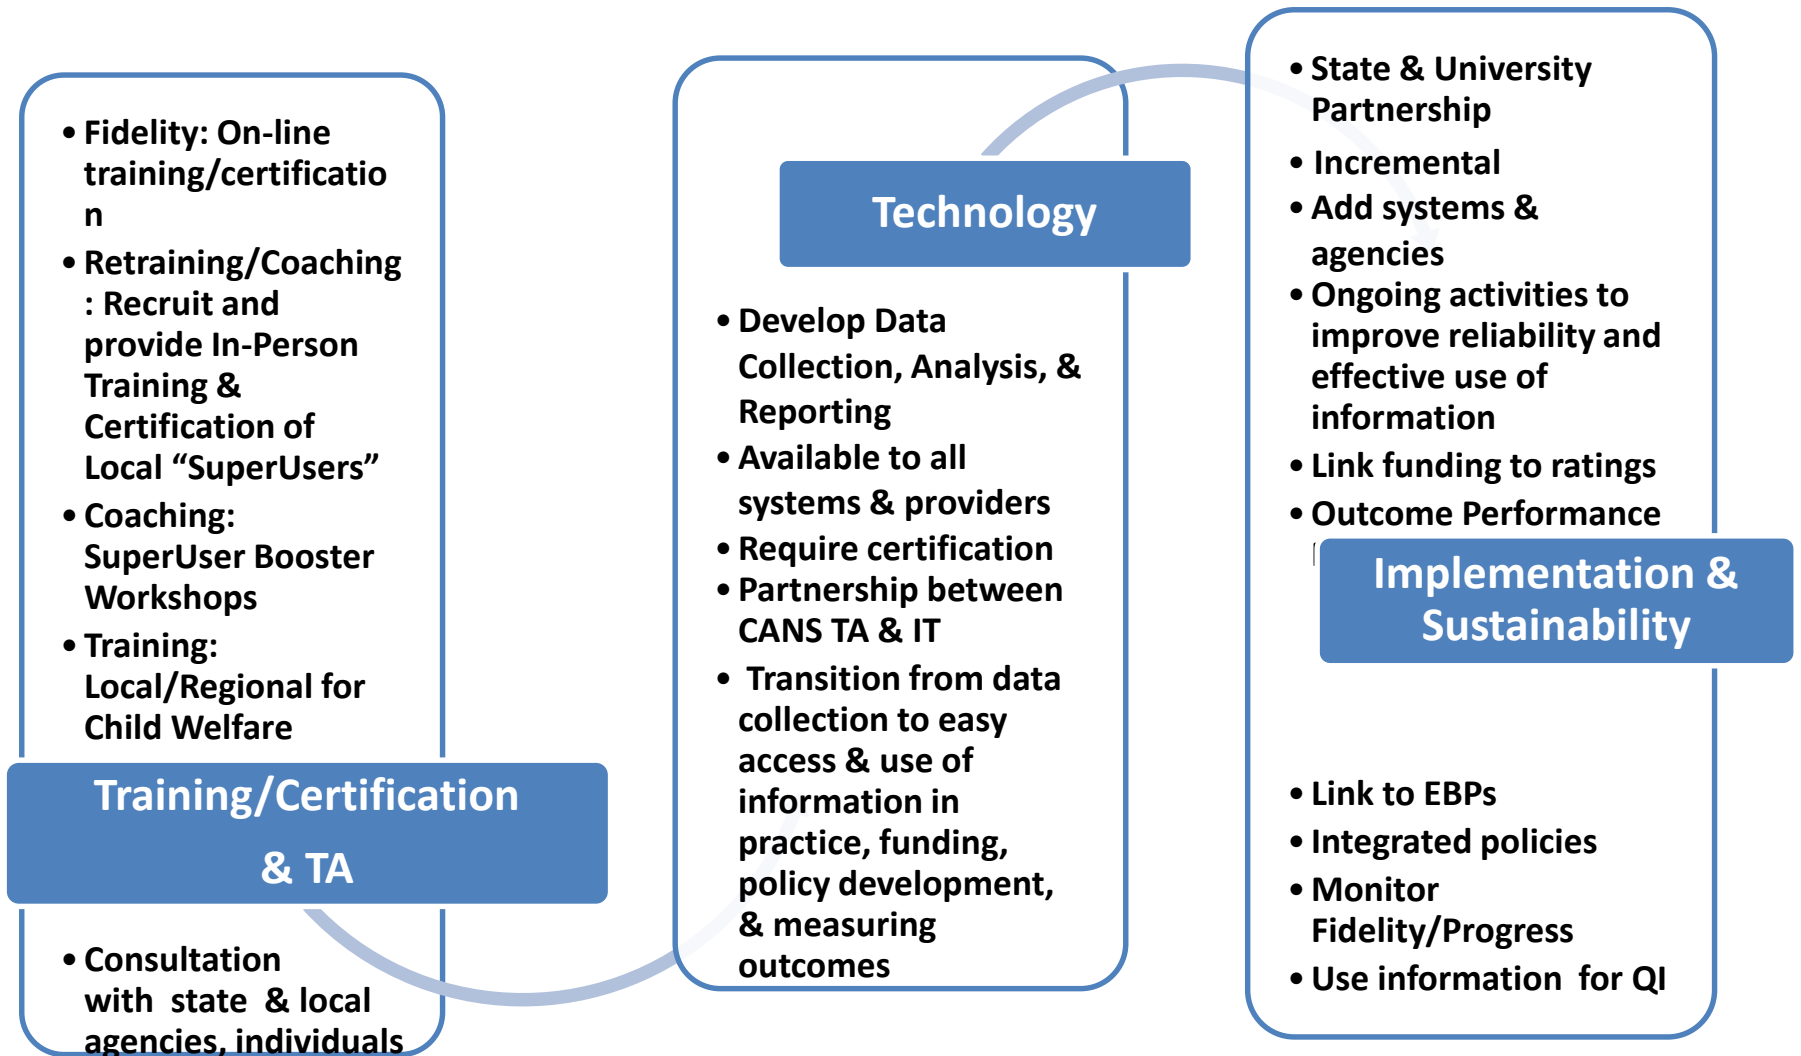 • Fidelity: On-line
training/certificatio
n
• Retraining/Coaching
: Recruit and
provide In-Person
Training &
Certification of
Local “SuperUsers”
• Coaching:
SuperUser Booster
Workshops
• Training:
Local/Regional for
Child Welfare
Training/Certification
& TA
• Consultation
with state & local
agencies, individuals
Technology
• Develop Data
Collection, Analysis, &
Reporting
• Available to all
systems & providers
• Require certification
• Partnership between
CANS TA & IT
• Transition from data
collection to easy
access & use of
information in
practice, funding,
policy development,
& measuring
outcomes
• State & University
Partnership
• Incremental
• Add systems &
agencies
• Ongoing activities to
improve reliability and
effective use of
information
• Link funding to ratings
• Outcome Performance
Implementation &
Sustainability
• Link to EBPs
• Integrated policies
• Monitor
Fidelity/Progress
• Use information for QI